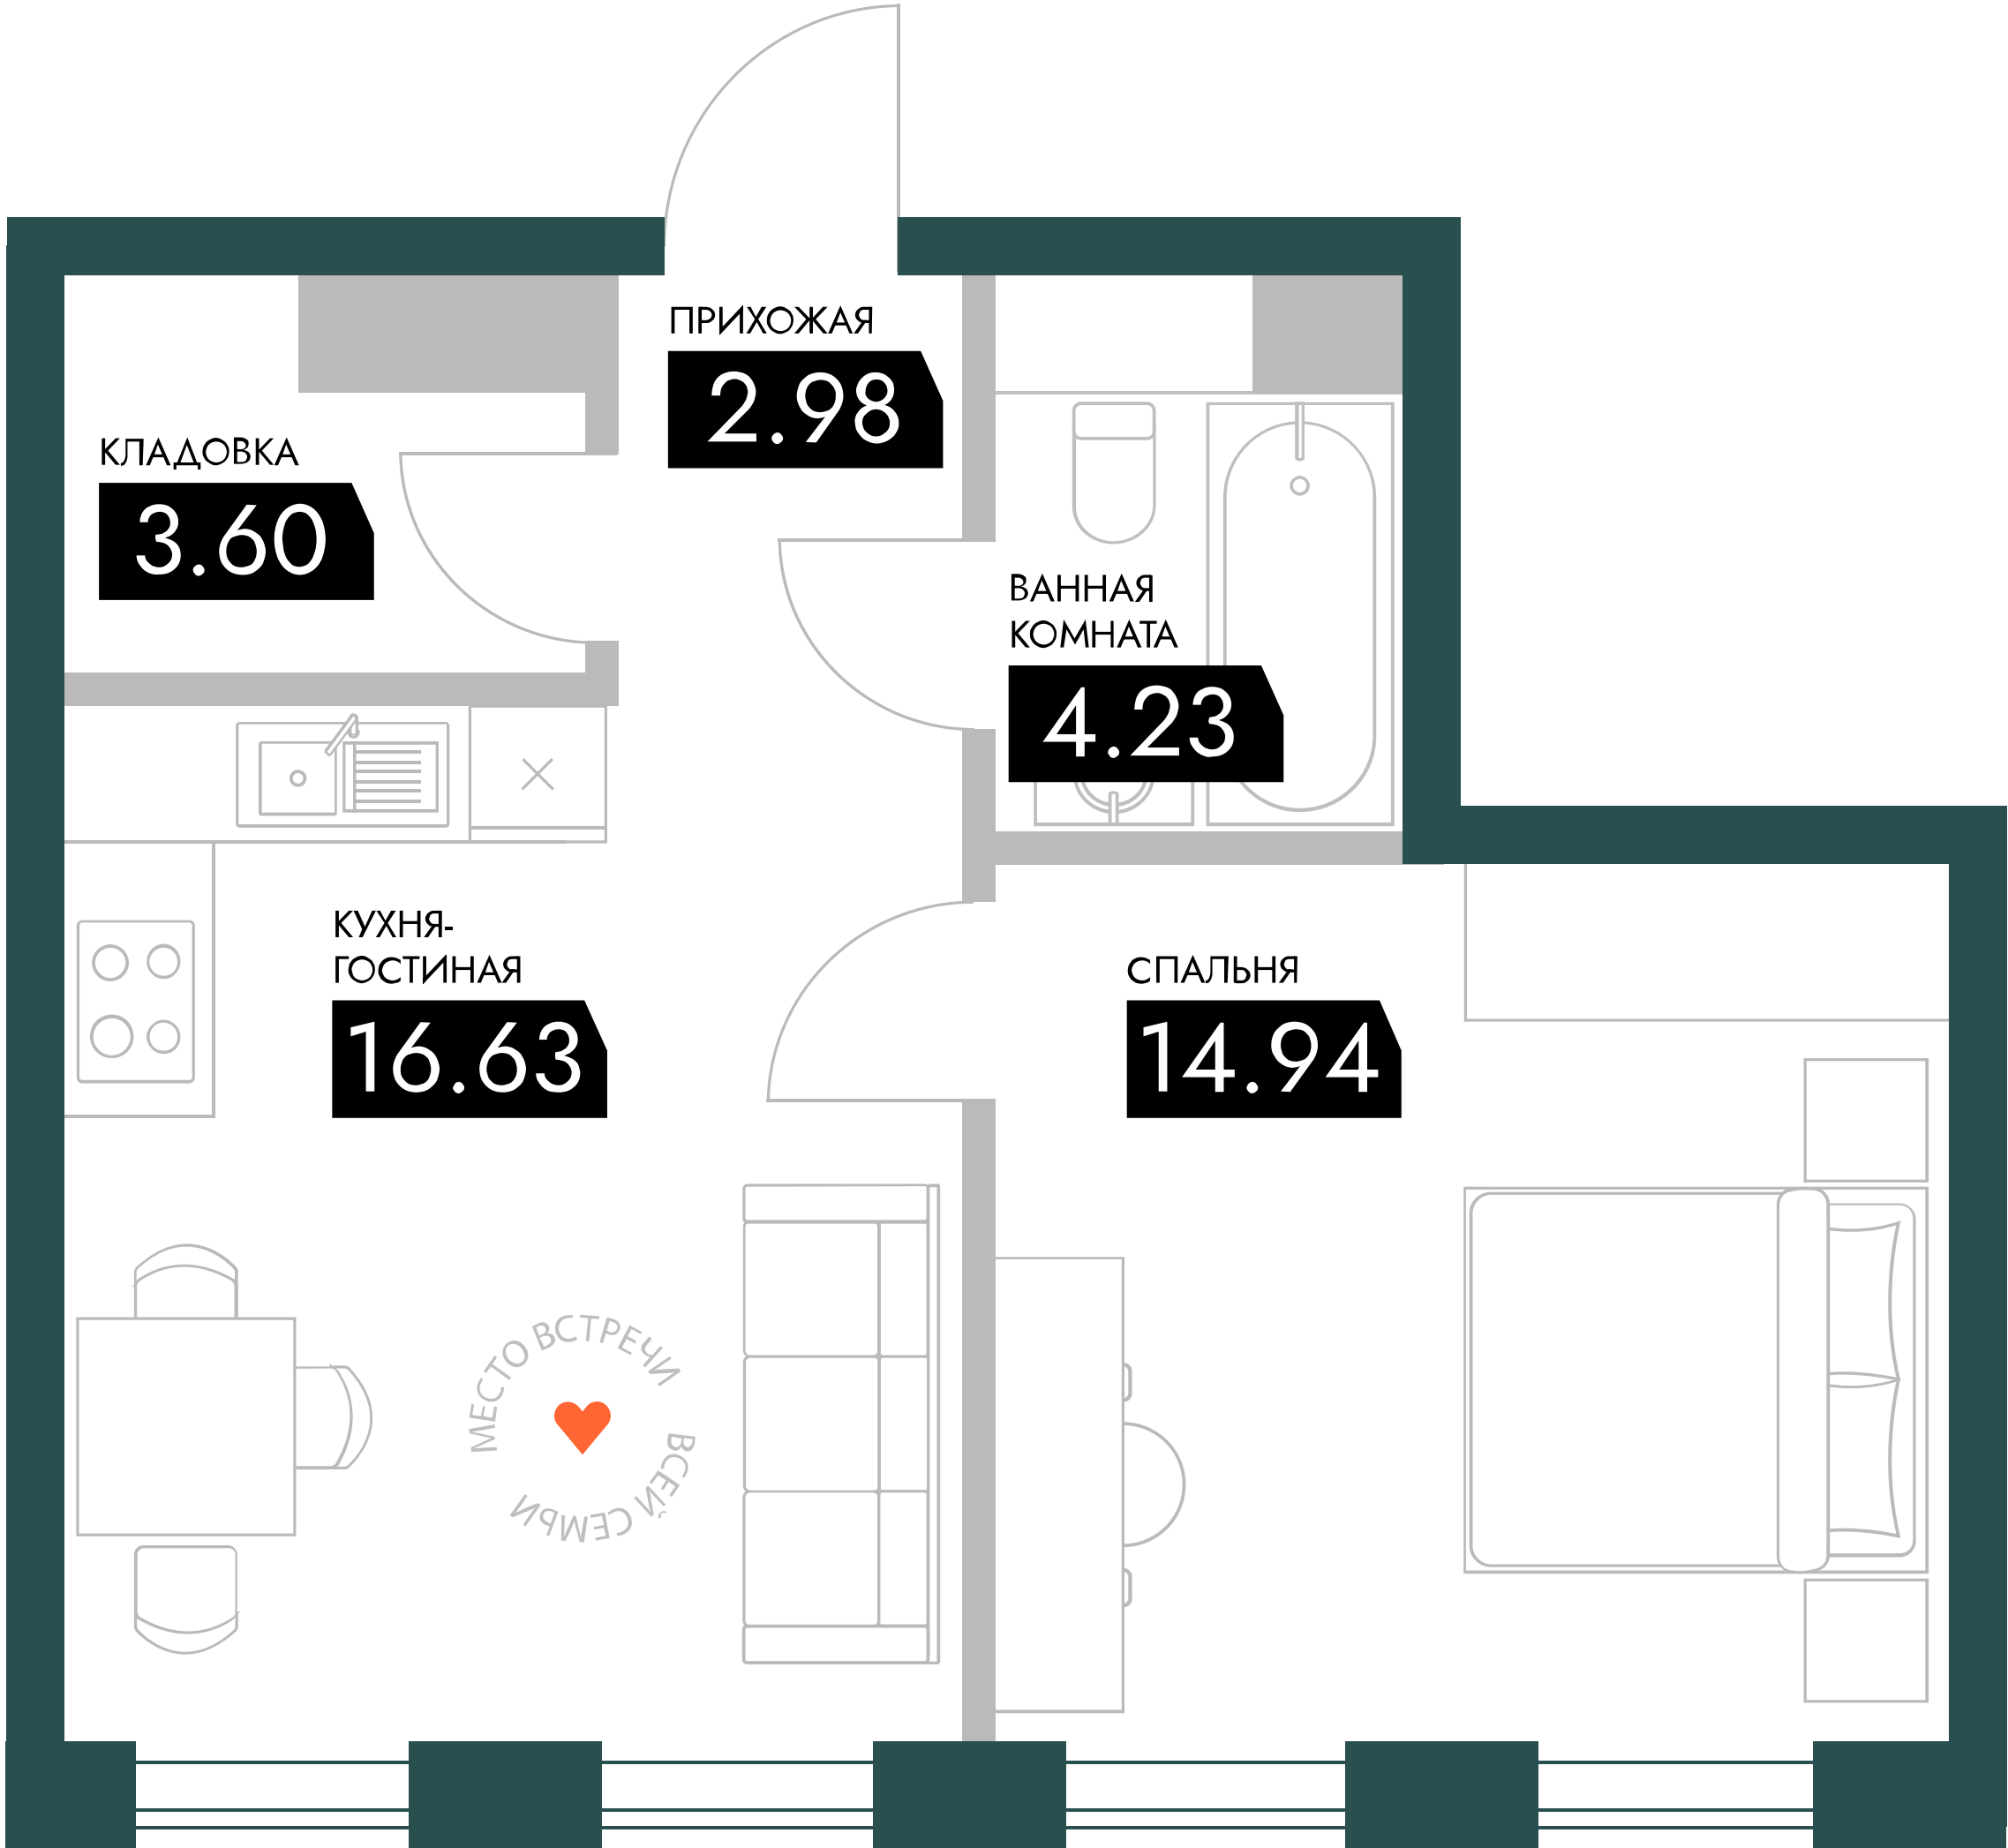 ПРИХОЖАЯ
2.98
КЛАДОВКА
3.60
ВАННАЯ
КОМНАТА
4.23
КУХНЯ-
ГОСТИНАЯ
16.63
СПАЛЬНЯ
14.94
МЕСТО ВСТРЕЧИ
ВСЕЙ СЕМЬИ